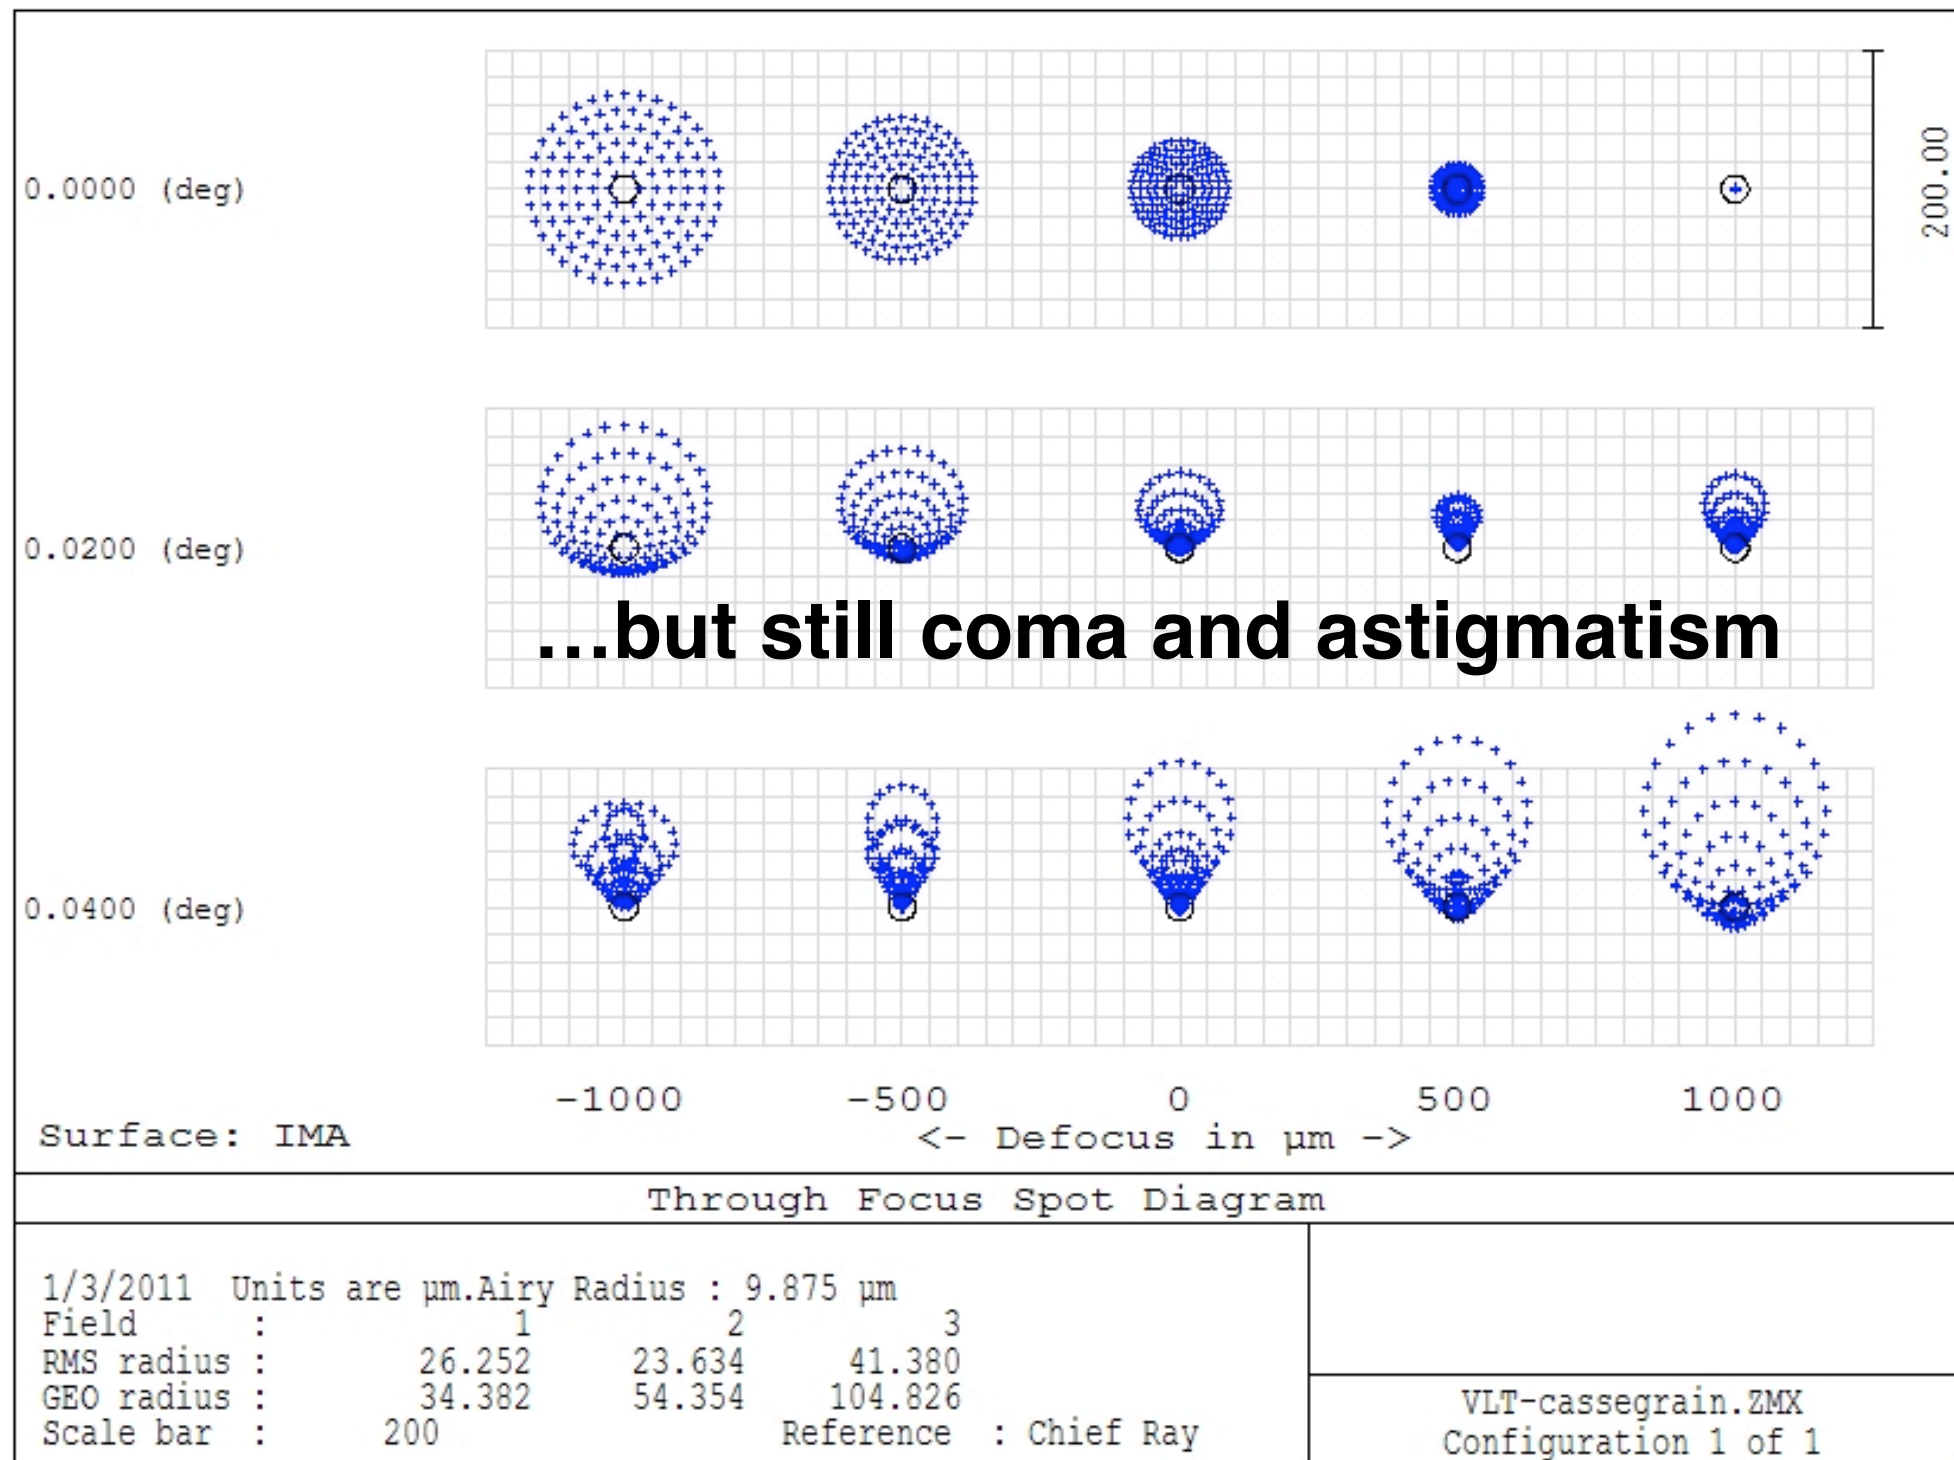 0.0000 (deg)
200.00
0.0200 (deg)
...but still coma and astigmatism
0.0400 (deg)
-1000 -500 0 500 1000
Surface: IMA <- Defocus in µm ->
Through Focus Spot Diagram
1/3/2011 Units are µm.Airy Radius : 9.875 µm
Field : 1 2 3
RMS radius : 26.252 23.634 41.380
GEO radius : 34.382 54.354 104.826
Scale bar : 200 Reference : Chief Ray
VLT-cassegrain.ZMX
Configuration 1 of 1